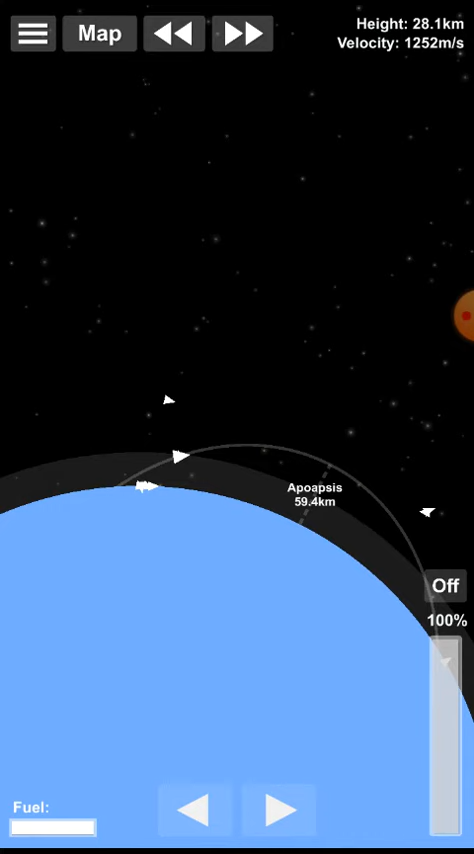 Map
Height: 28.1km
Velocity: 1252m/s
Apoapsis
59.4km
Off
100%
Fuel: